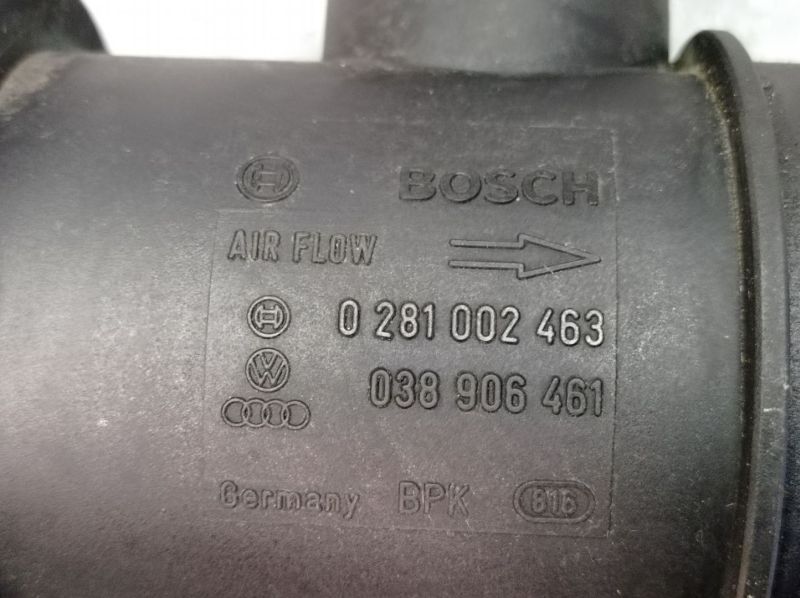 BOSCH
AIR FLOW
0 281 002 463
038 906 461
Germany BPK 816